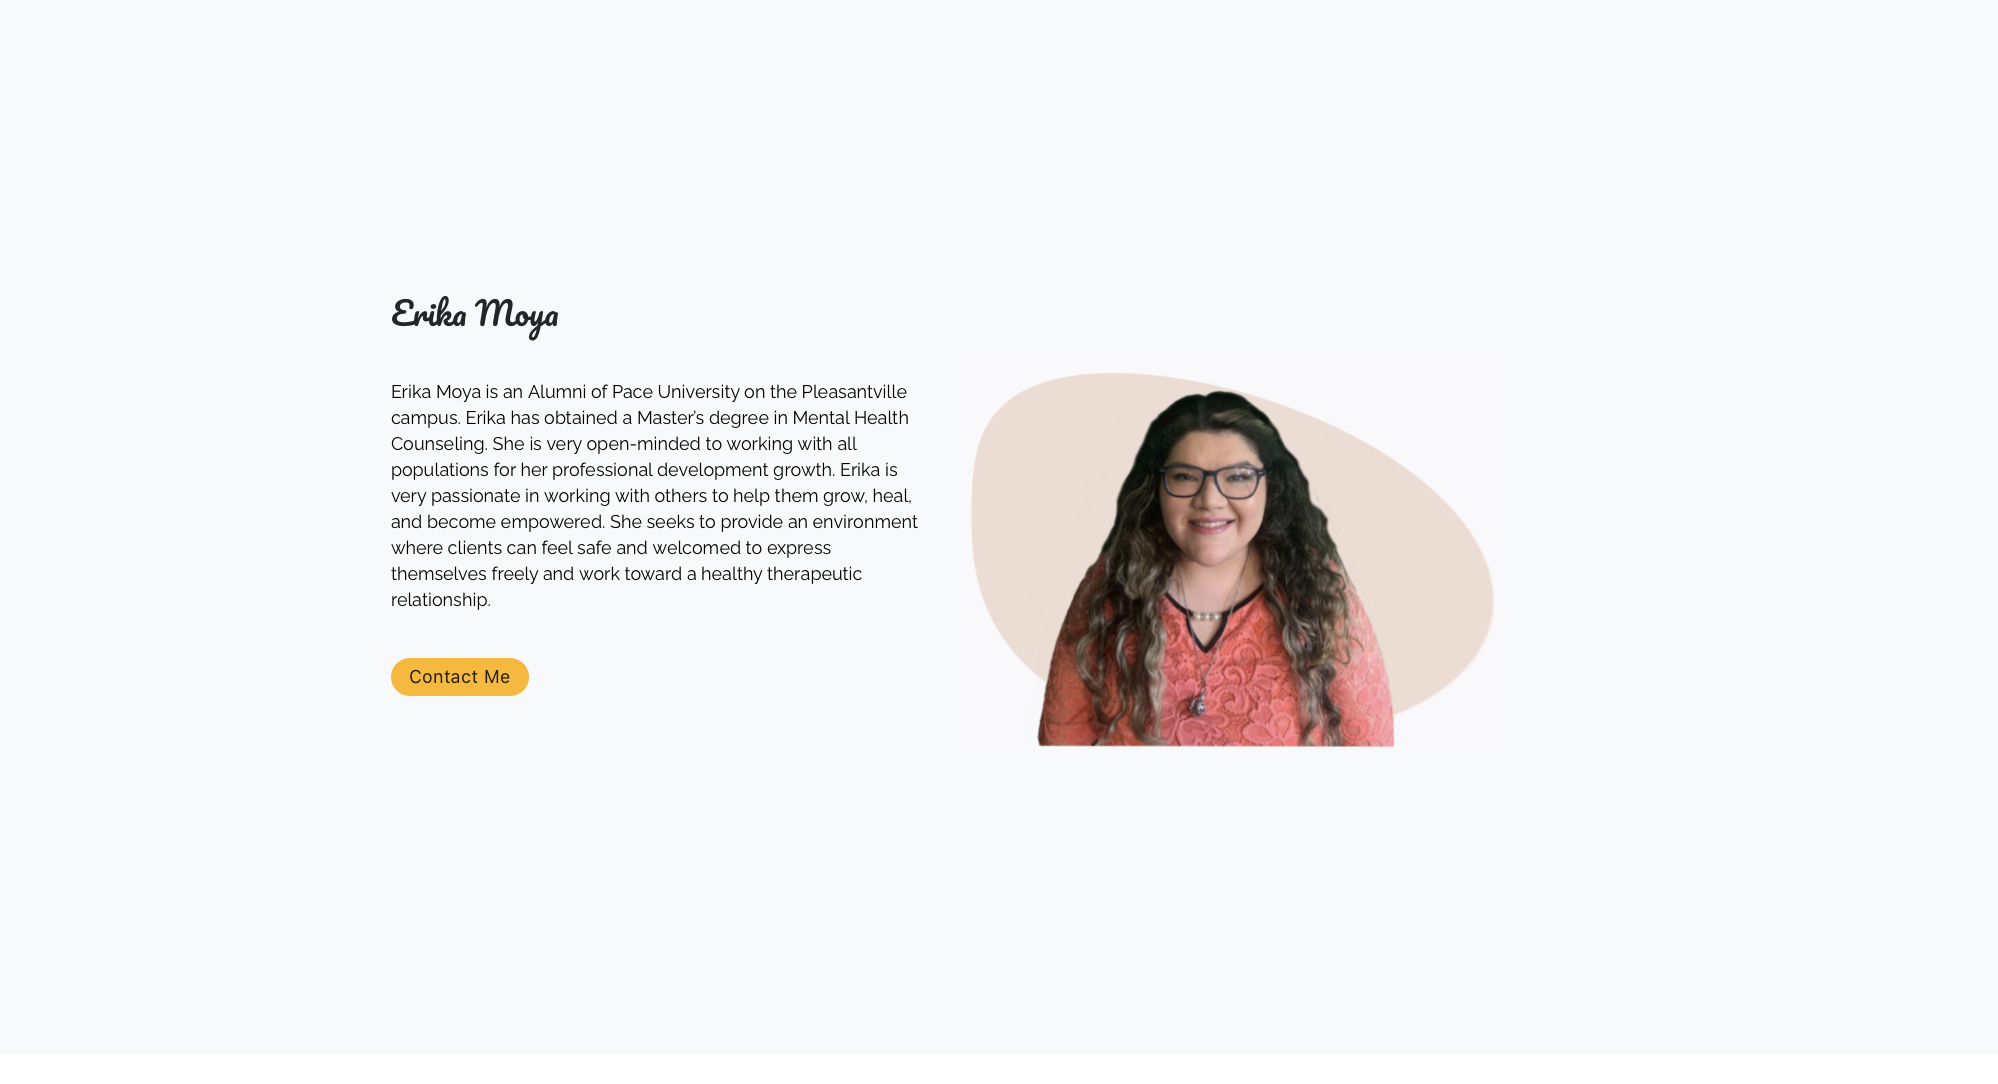 Erika Moya
Erika Moya is an Alumni of Pace University on the Pleasantville
campus. Erika has obtained a Master’s degree in Mental Health
Counseling. She is very open-minded to working with all
populations for her professional development growth. Erika is
very passionate in working with others to help them grow, heal,
and become empowered. She seeks to provide an environment
where clients can feel safe and welcomed to express
themselves freely and work toward a healthy therapeutic
relationship.
Contact Me